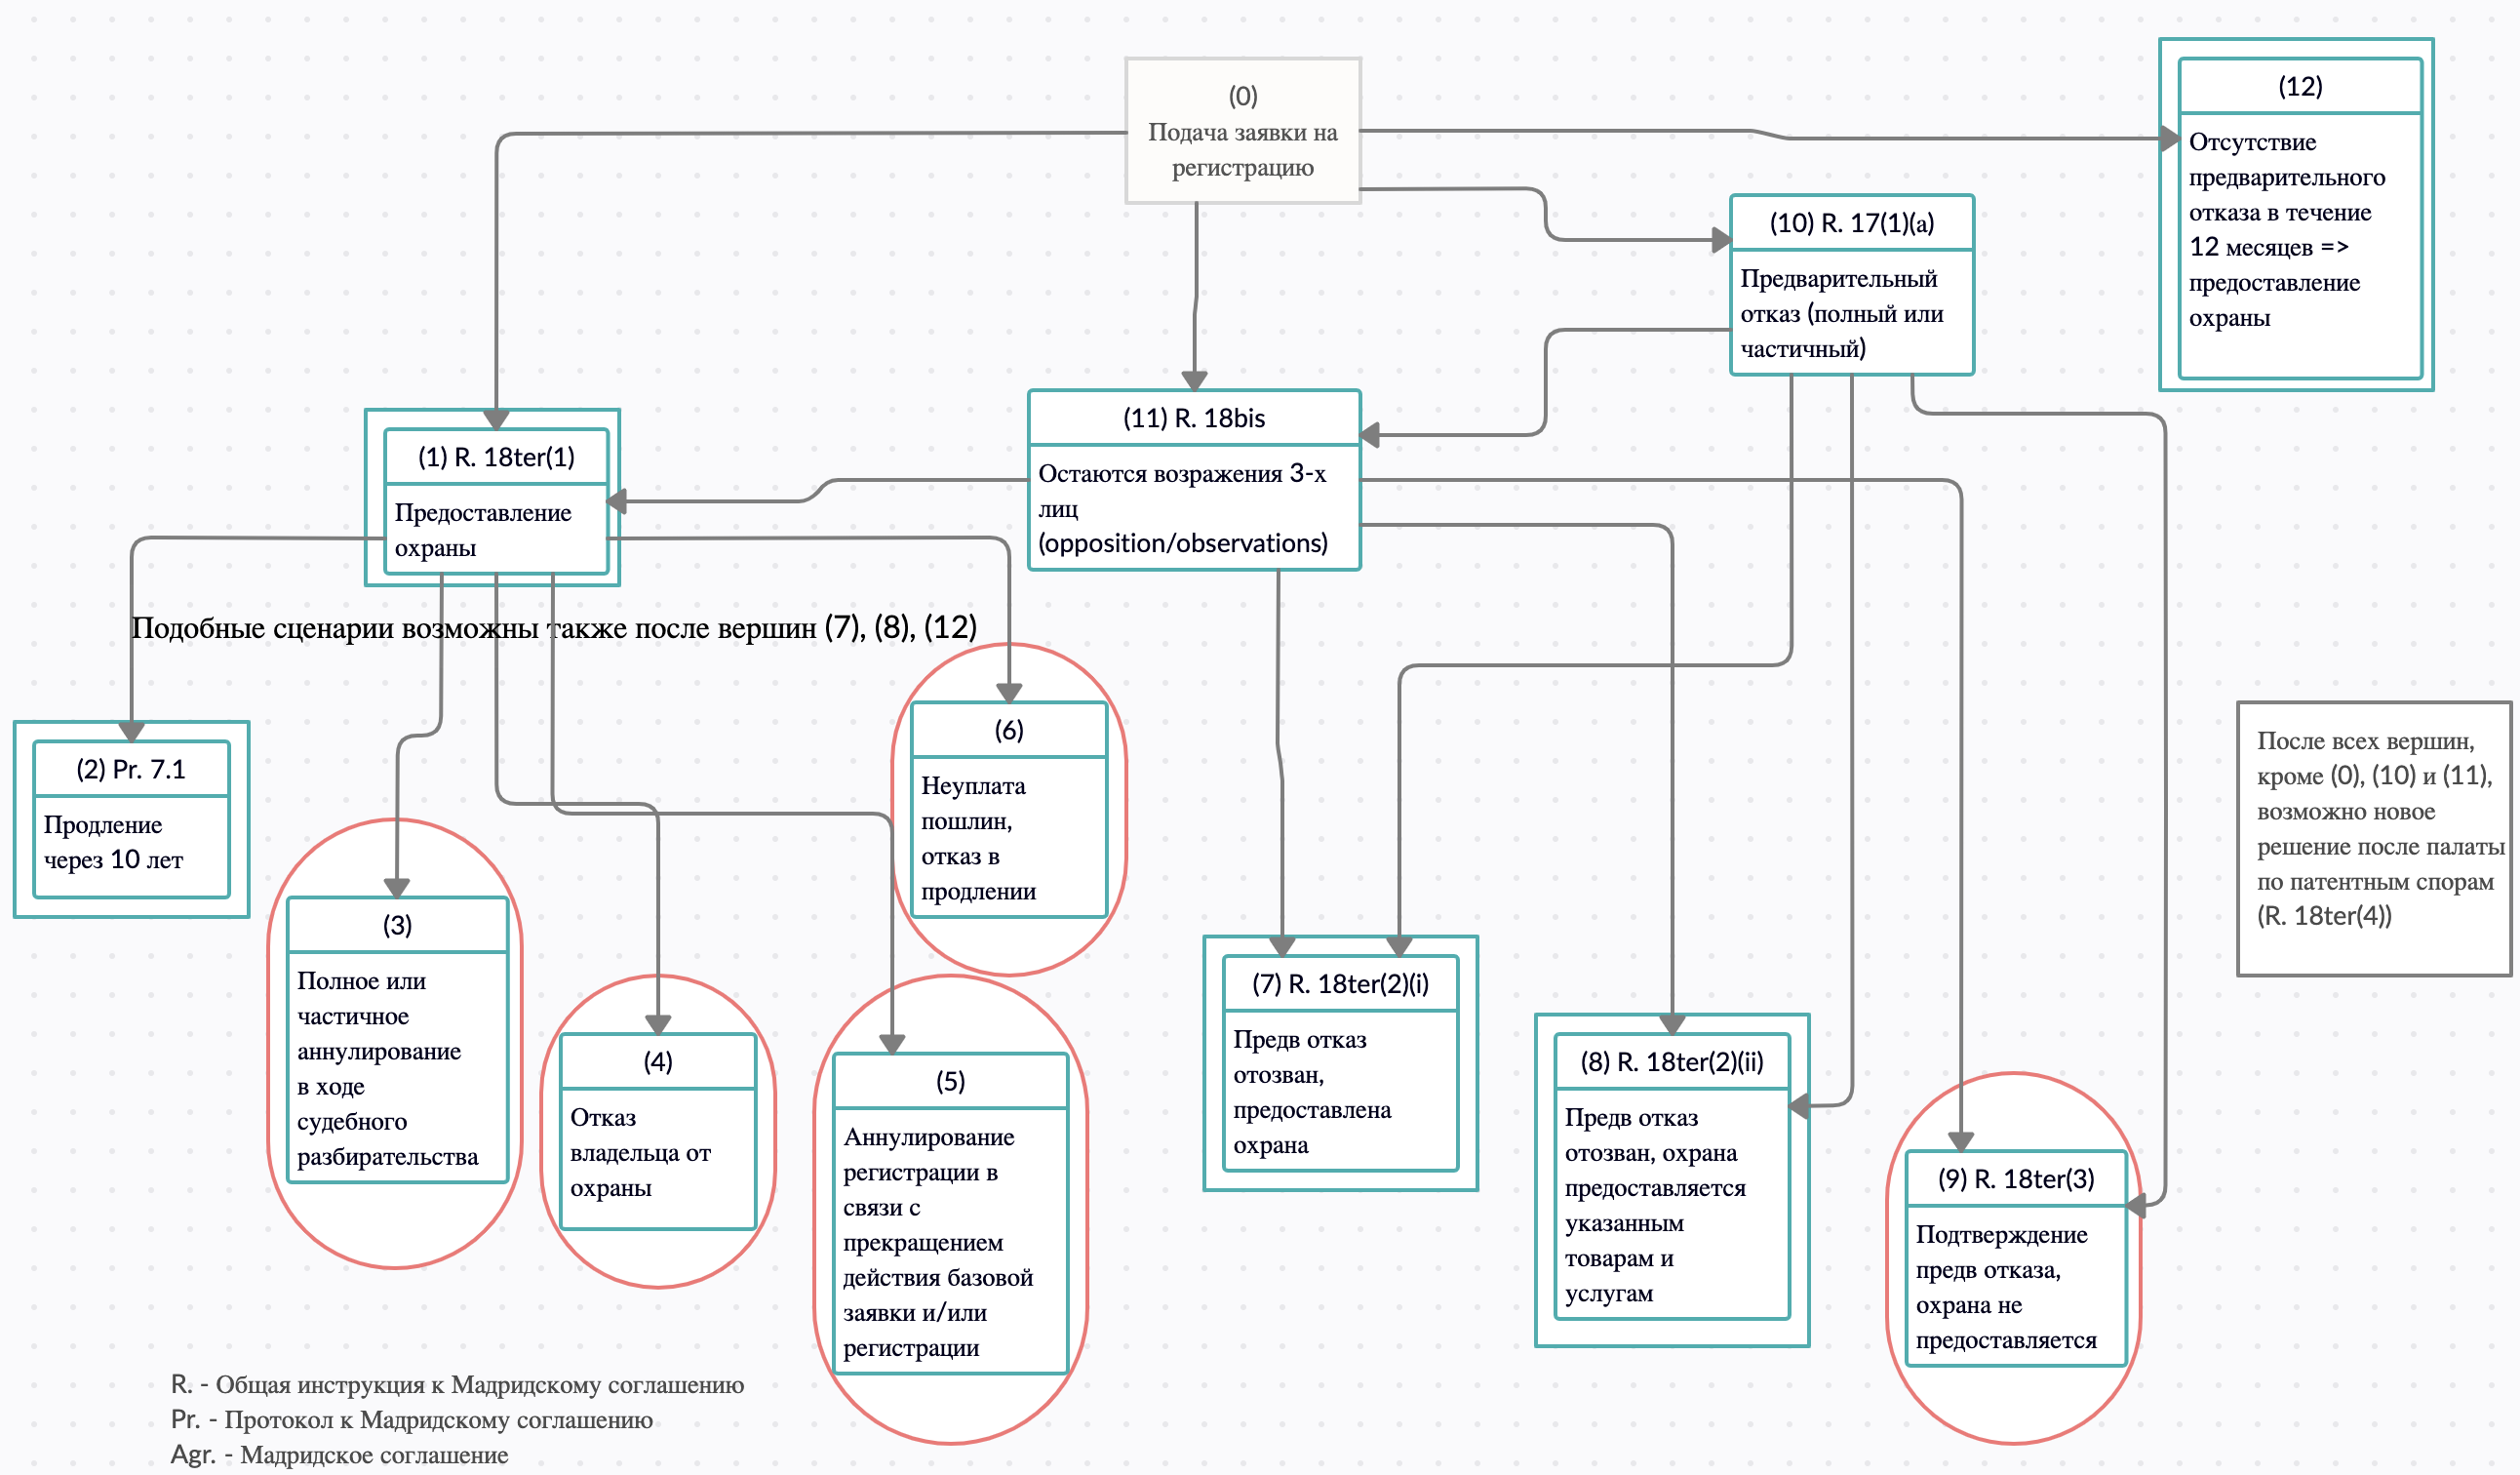 (0)
Подача заявки на
регистрацию
(12)
Отсутствие
предварительного
отказа в течение
12 месяцев =>
предоставление
охраны
(10) R. 17(1)(a)
Предварительный
отказ (полный или
частичный)
(11) R. 18bis
Остаются возражения 3-х
лиц
(opposition/observations)
(1) R. 18ter(1)
Предоставление
охраны
Подобные сценарии возможны также после вершин (7), (8), (12)
(2) Pr. 7.1
Продление
через 10 лет
(3)
Полное или
частичное
аннулирование
в ходе
судебного
разбирательства
(4)
Отказ
владельца от
охраны
(5)
Аннулирование
регистрации в
связи с
прекращением
действия базовой
заявки и/или
регистрации
(6)
Неуплата
пошлин,
отказ в
продлении
(7) R. 18ter(2)(i)
Предв отказ
отозван,
предоставлена
охрана
(8) R. 18ter(2)(ii)
Предв отказ
отозван, охрана
предоставляется
указанным
товарам и
услугам
(9) R. 18ter(3)
Подтверждение
предв отказа,
охрана не
предоставляется
После всех вершин,
кроме (0), (10) и (11),
возможно новое
решение после палаты
по патентным спорам
(R. 18ter(4))
R. - Общая инструкция к Мадридскому соглашению
Pr. - Протокол к Мадридскому соглашению
Agr. - Мадридское соглашение